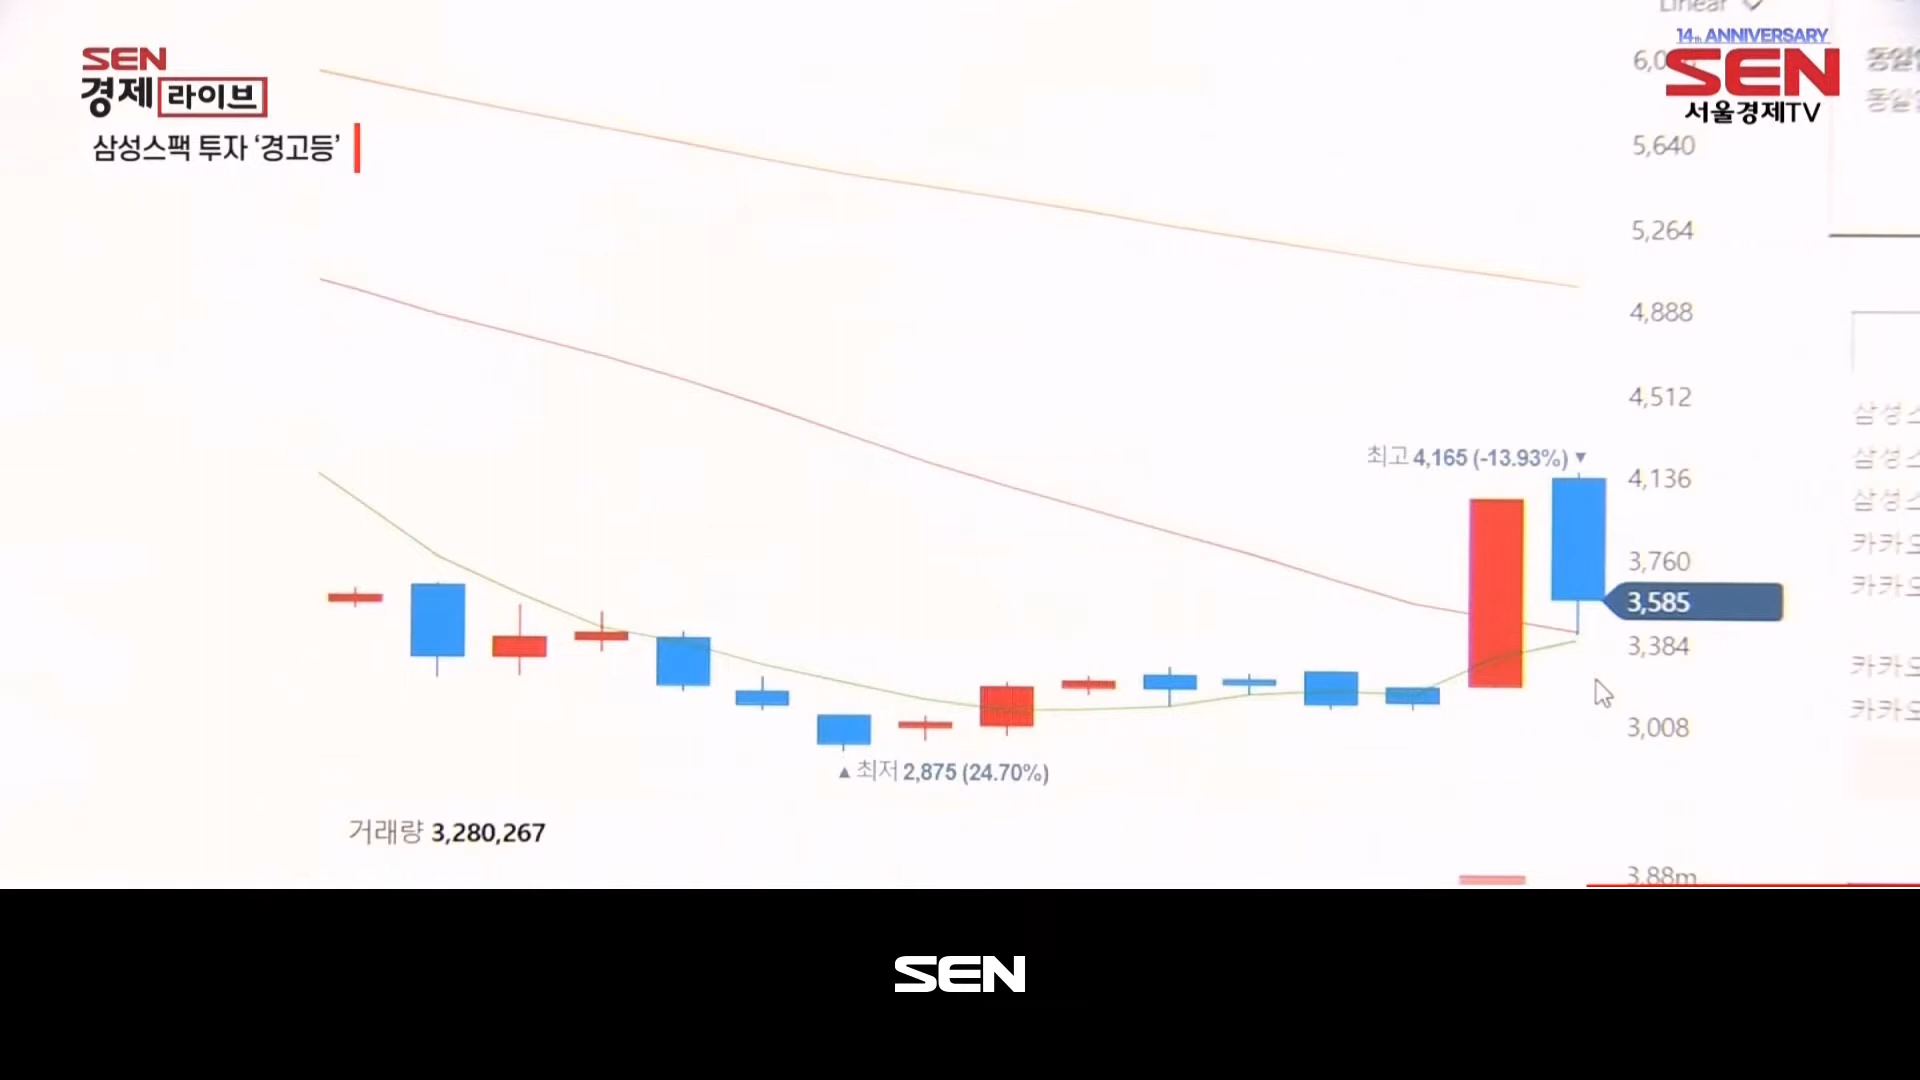 SEN
경제 라이브
삼성스팩 투자 ‘경고등’
14th ANNIVERSARY
SEN
서울경제TV
Linear
5,640
5,264
4,888
4,512
최고 4,165 (-13.93%) ▼
4,136
3,760
3,585
3,384
3,008
▲ 최저 2,875 (24.70%)
거래량 3,280,267
3.88m
SEN